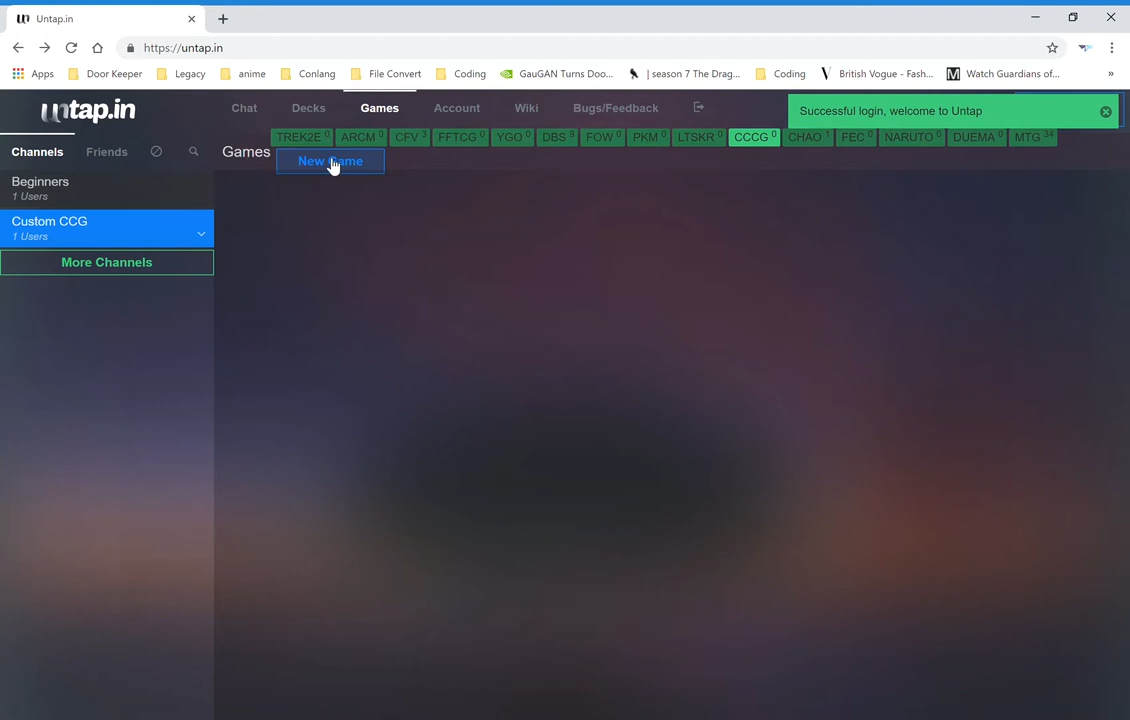 Untap.in
https://untap.in
Apps Door Keeper Legacy anime Conlang File Convert Coding GauGAN Turns Doo... | season 7 The Drag... Coding British Vogue - Fash... Watch Guardians of... »
untap.in
Chat Decks Games Account Wiki Bugs/Feedback
Successful login, welcome to Untap
TREK2E 0 ARCM 0 CFV 3 FFTCG 0 YGO 0 DBS 9 FOW 0 PKM 0 LTSKR 0 CCCG 0 CHAO 1 FEC 0 NARUTO 0 DUEMA 0 MTG 34
Channels Friends
Games New Game
Beginners
1 Users
Custom CCG
1 Users
More Channels